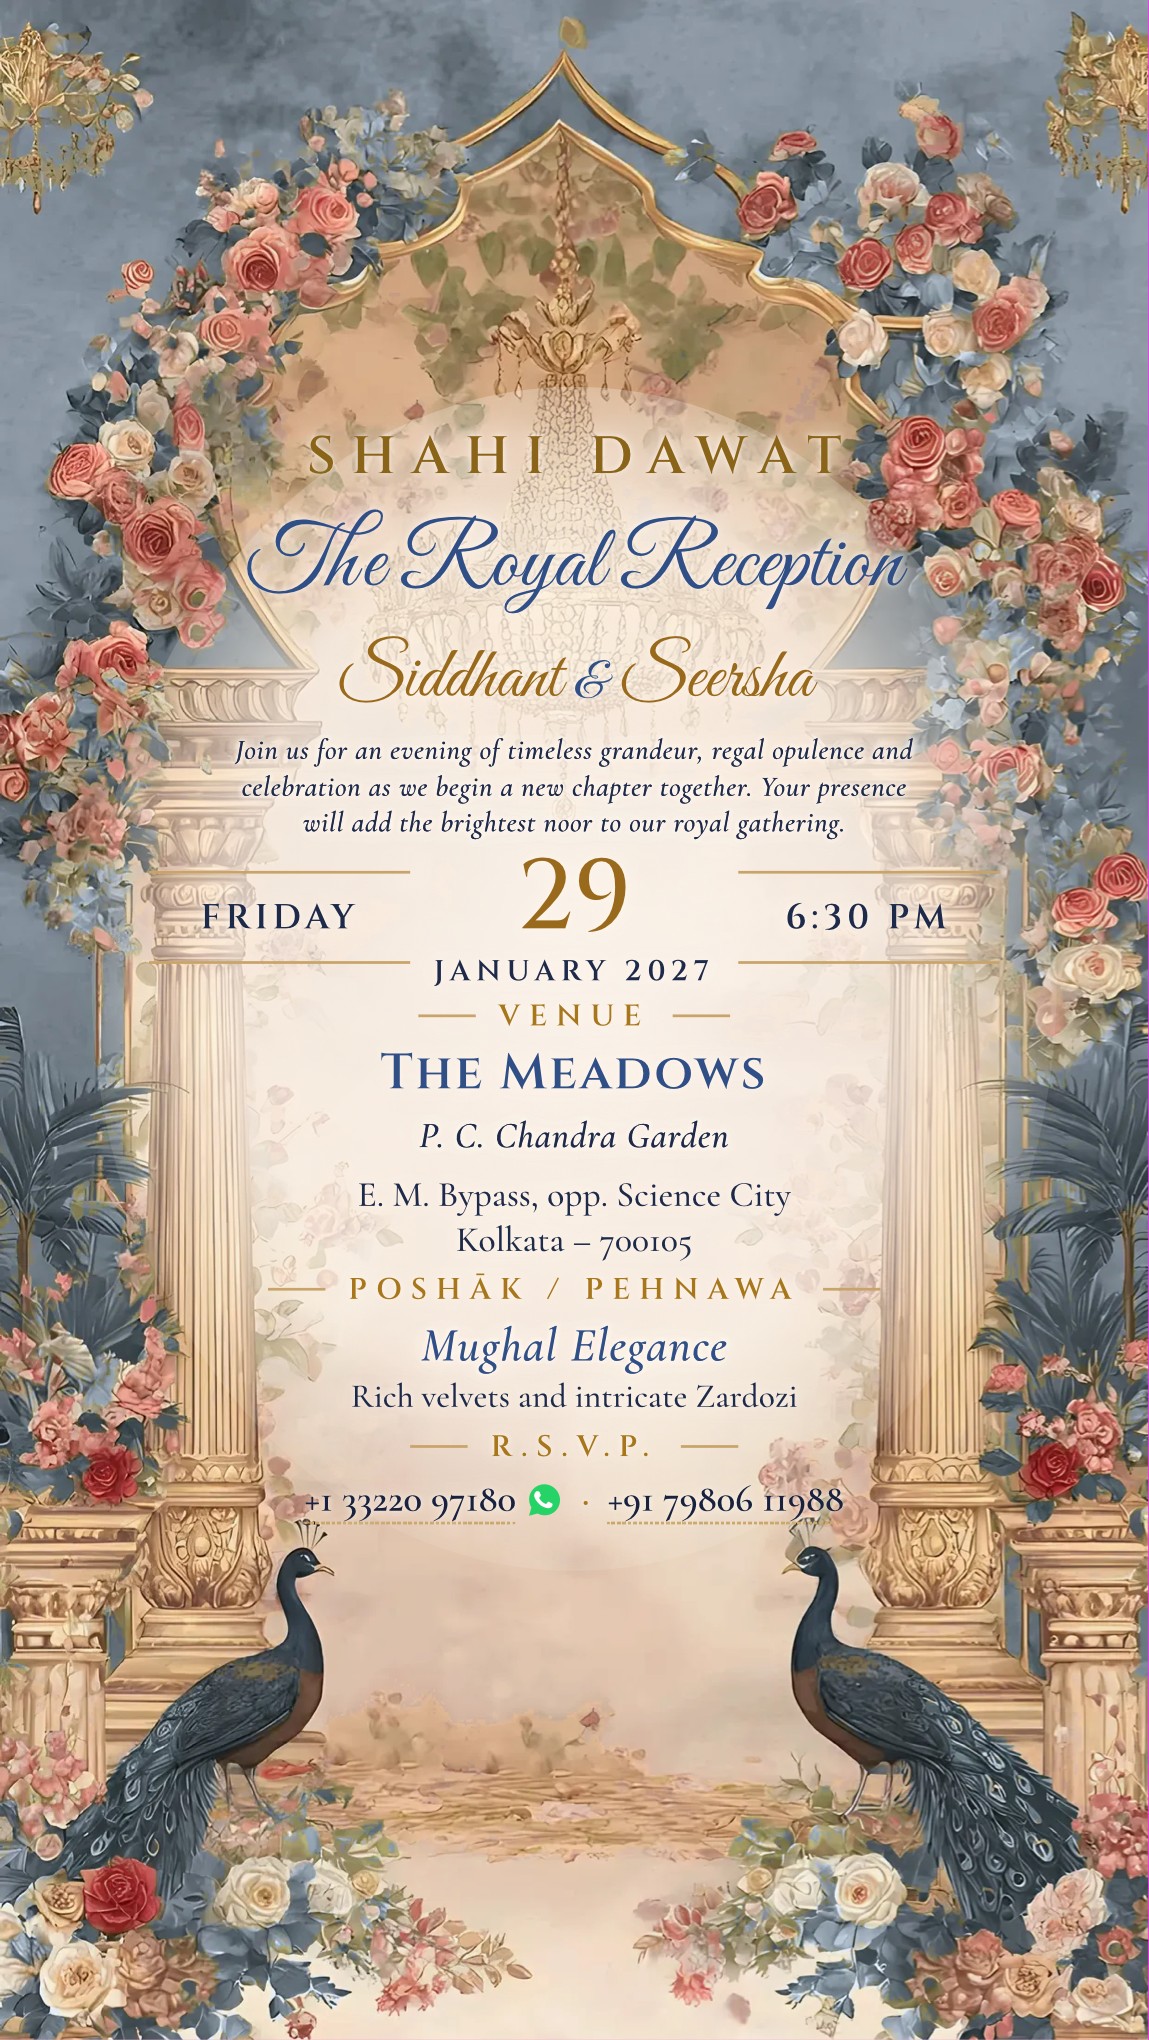 SHAHI DAWAT
The Royal Reception
Siddhant & Seersha
Join us for an evening of timeless grandeur, regal opulence and
celebration as we begin a new chapter together. Your presence
will add the brightest noor to our royal gathering.
FRIDAY
29
JANUARY 2027
6:30 PM
VENUE
THE MEADOWS
P. C. Chandra Garden
E. M. Bypass, opp. Science City
Kolkata – 700105
POSHĀK / PEHNAWA
Mughal Elegance
Rich velvets and intricate Zardozi
R.S.V.P.
+1 33220 97180 · +91 79806 11988